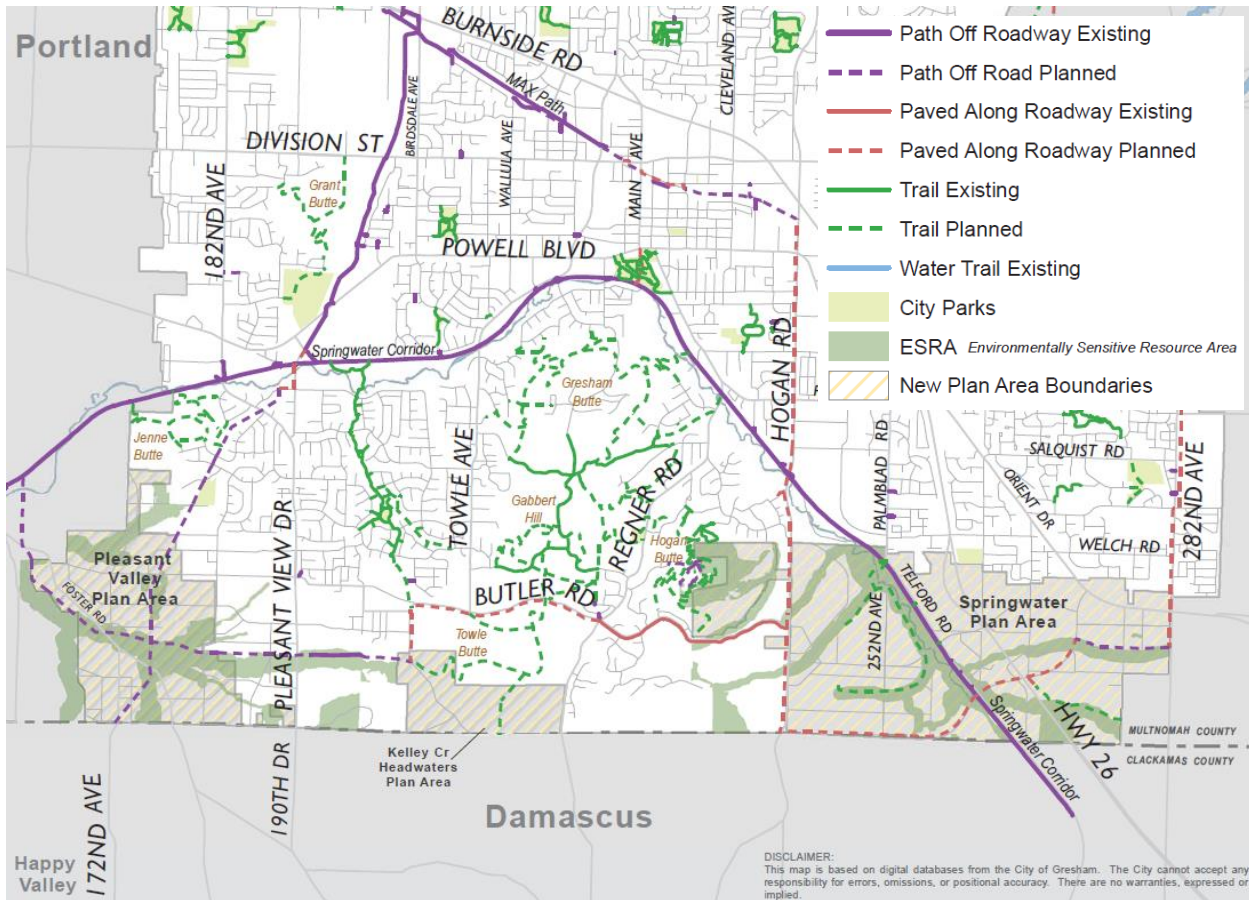 Portland
BURNSIDE RD
MAX Path
CLEVELAND AVE
BIRDSDALE AVE
DIVISION ST
WALLULA AVE
MAIN AVE
182ND AVE
Grant
Butte
POWELL BLVD
Path Off Roadway Existing
Path Off Road Planned
Paved Along Roadway Existing
Paved Along Roadway Planned
Trail Existing
Trail Planned
Water Trail Existing
City Parks
ESRA Environmentally Sensitive Resource Area
New Plan Area Boundaries
Springwater Corridor
HOGAN RD
Gresham
Butte
Jenne
Butte
TOWLE AVE
Gabbert
Hill
REGNER RD
Hogan
Butte
PALMBLAD RD
SALQUIST RD
ORIENT DR
282ND AVE
WELCH RD
PLEASANT VIEW DR
Pleasant
Valley
Plan Area
FOSTER RD
BUTLER RD
Towle
Butte
252ND AVE
TELFORD RD
Springwater
Plan Area
HWY 26
Springwater Corridor
MULTNOMAH COUNTY
CLACKAMAS COUNTY
Kelley Cr
Headwaters
Plan Area
190TH DR
172ND AVE
Damascus
Happy
Valley
DISCLAIMER:
This map is based on digital databases from the City of Gresham. The City cannot accept any
responsibility for errors, omissions, or positional accuracy. There are no warranties, expressed or
implied.